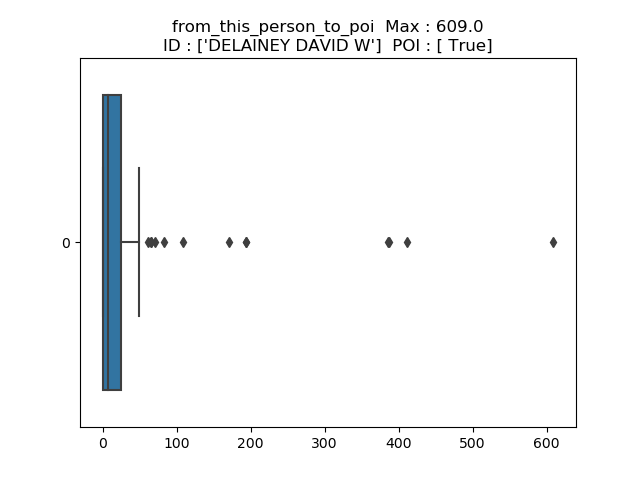 from_this_person_to_poi  Max : 609.0
ID : ['DELAINEY DAVID W']  POI : [ True]
0
0 100 200 300 400 500 600